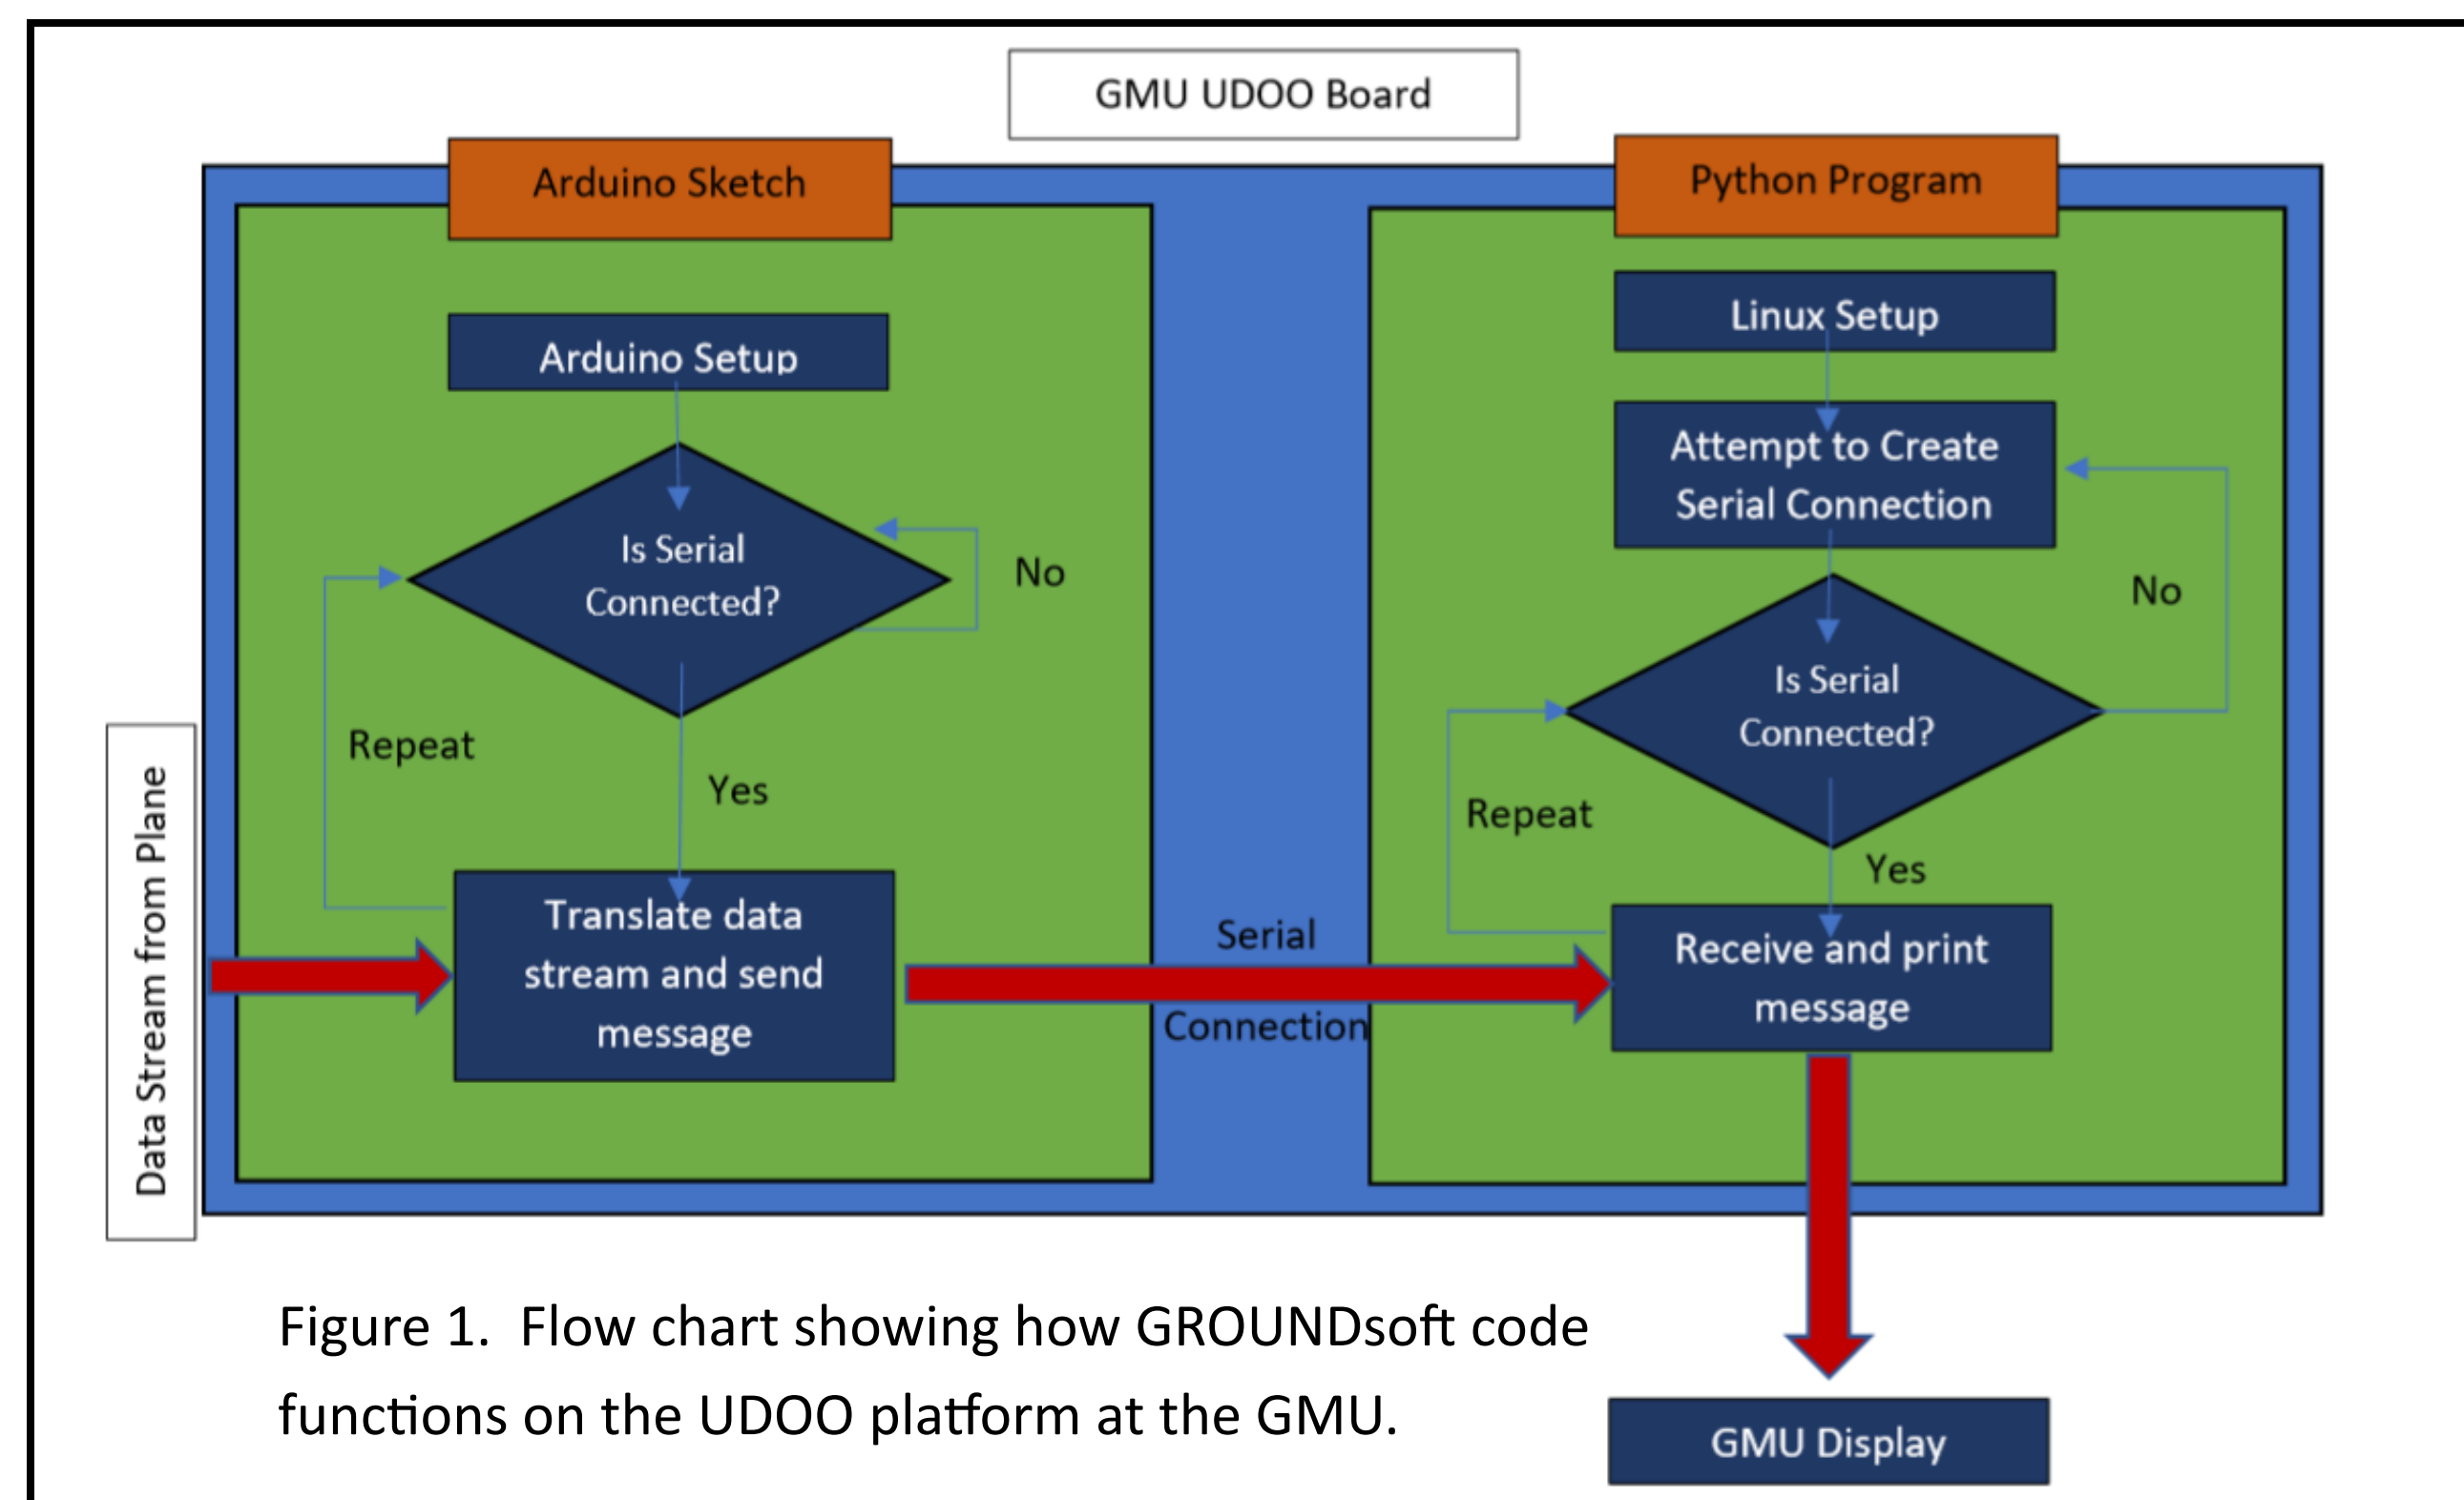 GMU UDOO Board
Arduino Sketch
Arduino Setup
Is Serial
Connected?
No
Repeat
Yes
Translate data
stream and send
message
Data Stream from Plane
Serial
Connection
Python Program
Linux Setup
Attempt to Create
Serial Connection
Is Serial
Connected?
No
Repeat
Yes
Receive and print
message
GMU Display
Figure 1. Flow chart showing how GROUNDsoft code
functions on the UDOO platform at the GMU.